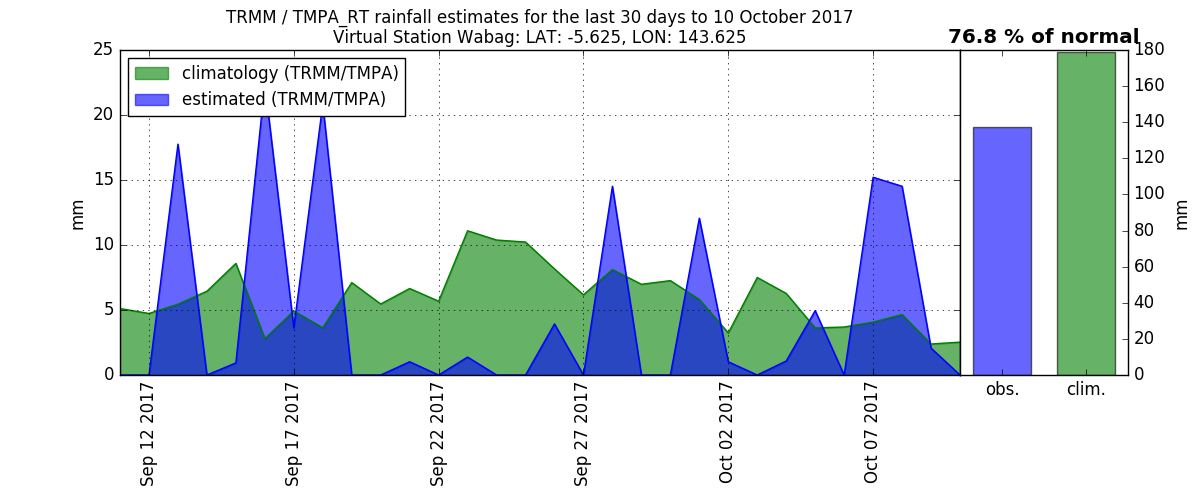 TRMM / TMPA_RT rainfall estimates for the last 30 days to 10 October 2017
Virtual Station Wabag: LAT: -5.625, LON: 143.625
76.8 % of normal
climatology (TRMM/TMPA)
estimated (TRMM/TMPA)
25
20
15
10
5
0
mm
Sep 12 2017
Sep 17 2017
Sep 22 2017
Sep 27 2017
Oct 02 2017
Oct 07 2017
180
160
140
120
100
80
60
40
20
0
mm
obs.
clim.